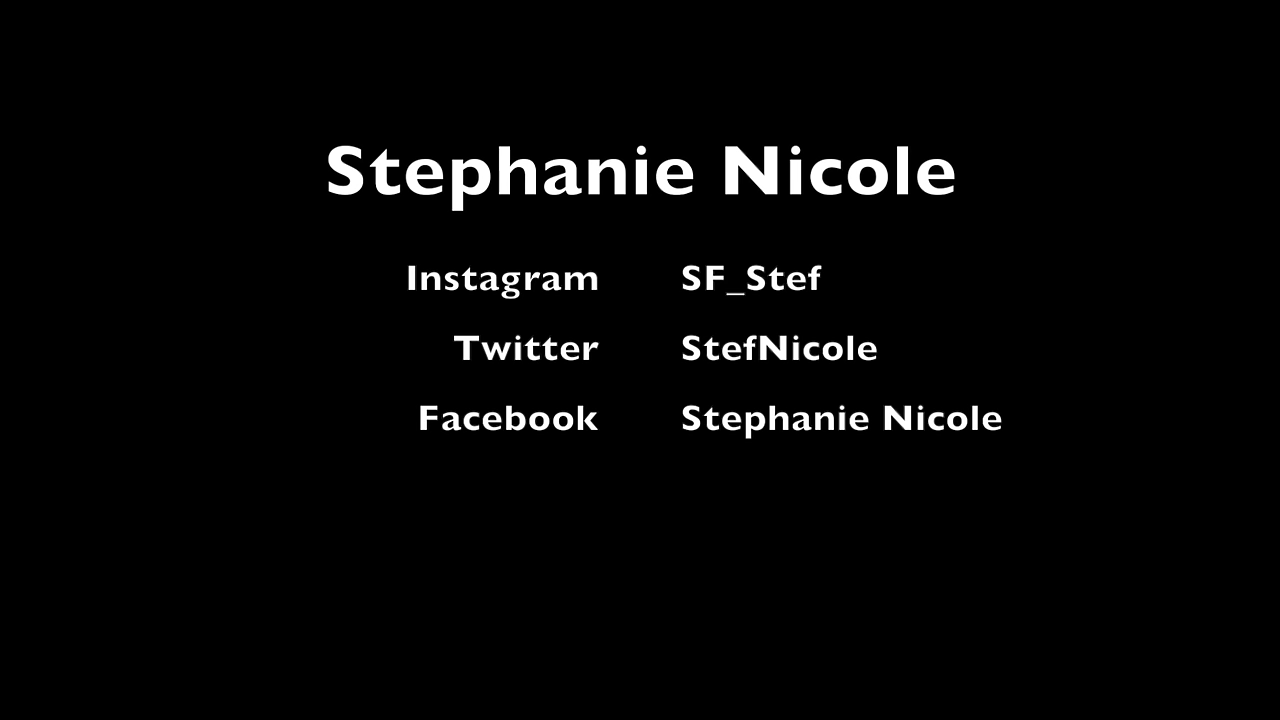 Stephanie Nicole
Instagram SF_Stef
Twitter StefNicole
Facebook Stephanie Nicole